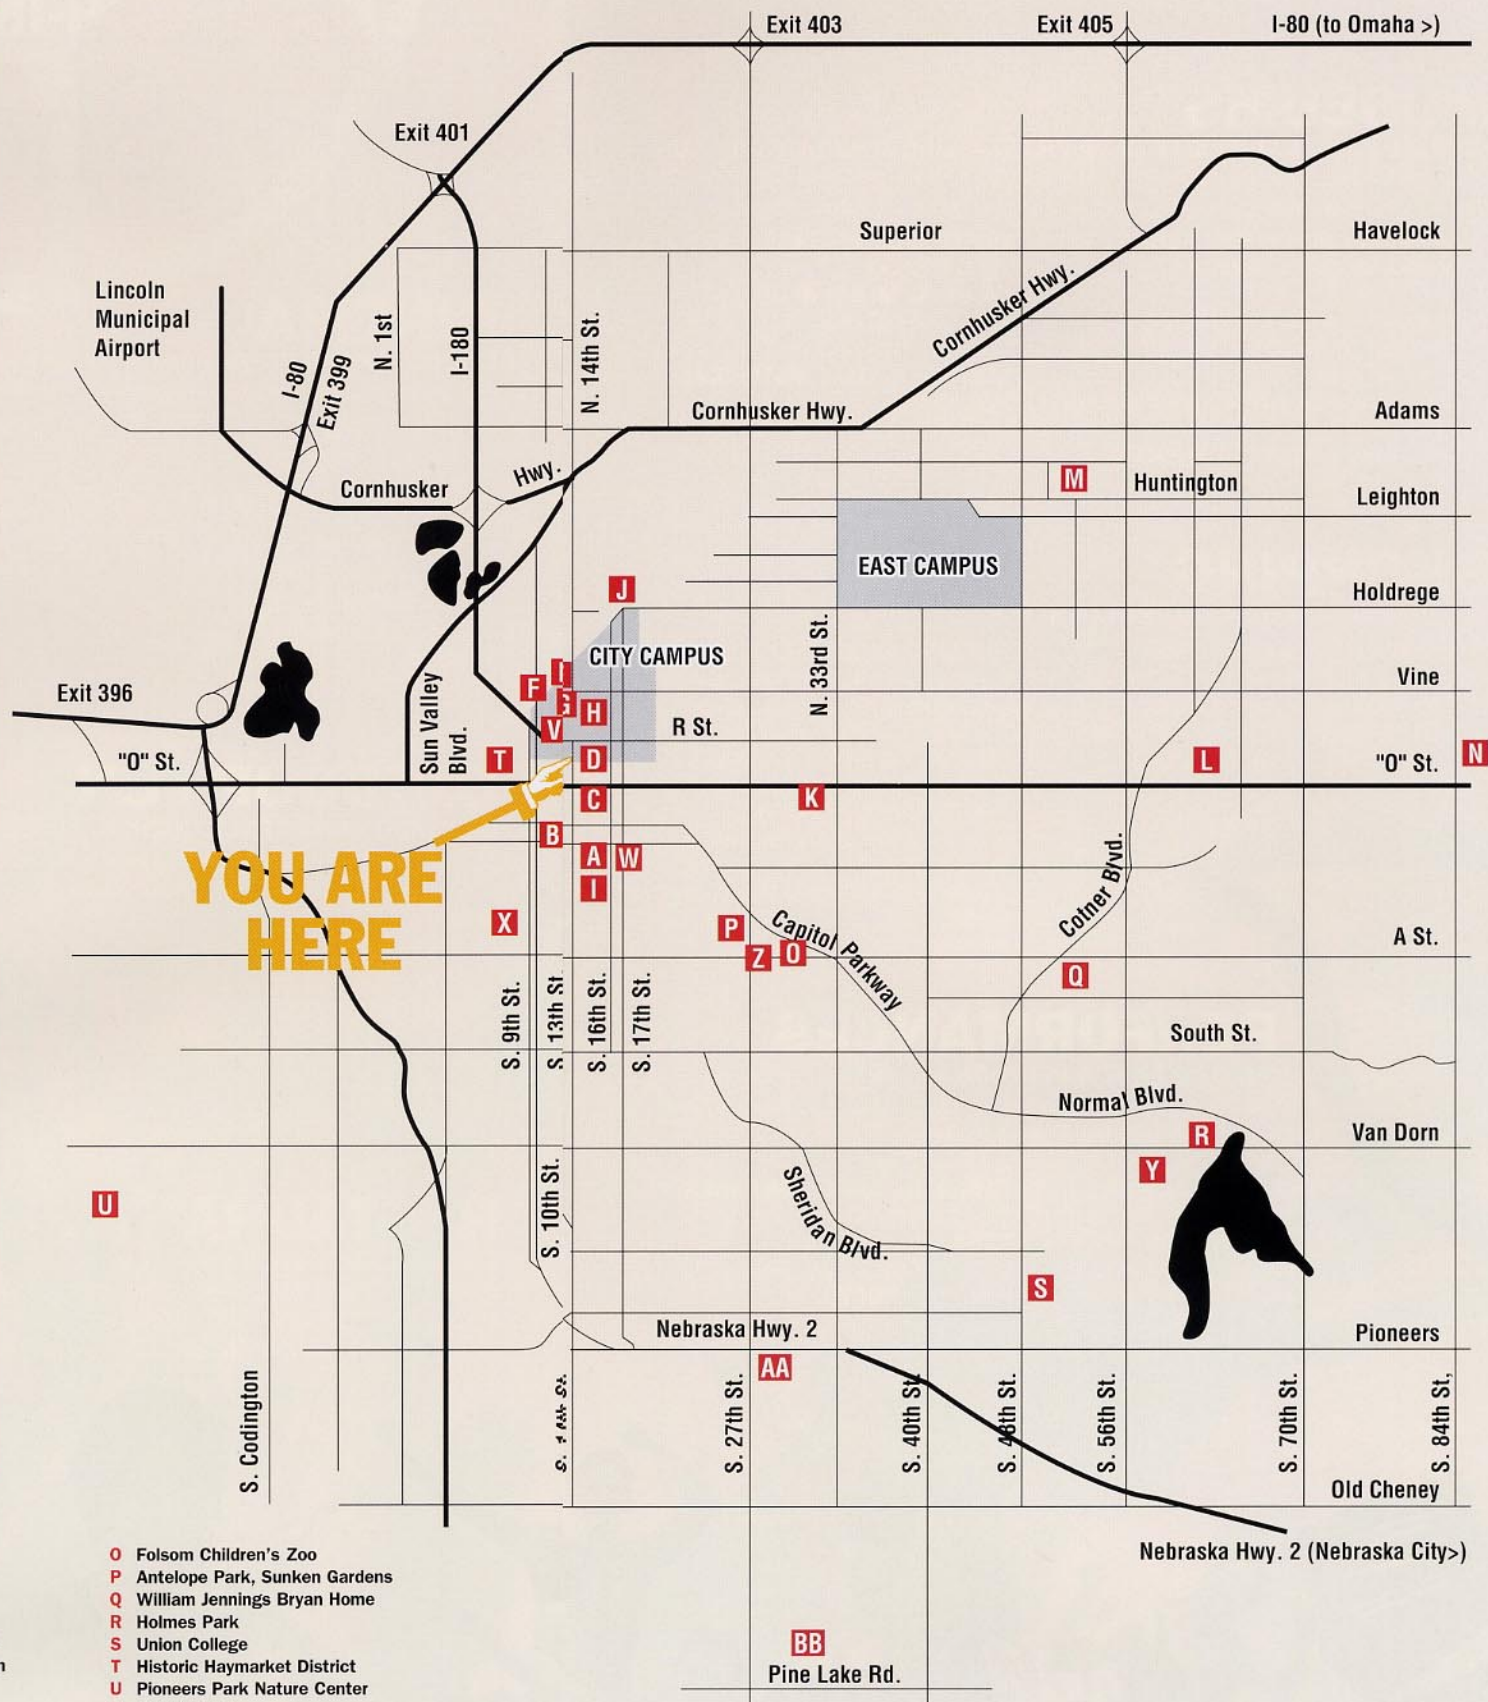 Exit 403
Exit 405
I-80 (to Omaha >)
Exit 401
Superior
Havelock
Lincoln
Municipal
Airport
I-80
Exit 399
N. 1st
I-180
N. 14th St.
Cornhusker Hwy.
Cornhusker Hwy.
Adams
Cornhusker
Hwy.
M
Huntington
Leighton
EAST CAMPUS
J
Holdrege
CITY CAMPUS
N. 33rd St.
Vine
F
G
H
V
R St.
Exit 396
"O" St.
Sun Valley
Blvd.
T
D
L
"O" St.
N
C
K
B
A
W
I
YOU ARE
HERE
X
P
Z
O
Capitol Parkway
Cotner Blvd.
A St.
Q
S. 9th St.
S. 13th St.
S. 16th St.
S. 17th St.
South St.
Normal Blvd.
R
Van Dorn
Y
U
S. 10th St.
Sheridan Blvd.
S
Nebraska Hwy. 2
Pioneers
AA
S. Codington
S. 27th St.
S. 40th St.
S. 48th St.
S. 56th St.
S. 70th St.
S. 84th St,
Old Cheney
Nebraska Hwy. 2 (Nebraska City>)
O Folsom Children's Zoo
P Antelope Park, Sunken Gardens
Q William Jennings Bryan Home
R Holmes Park
S Union College
T Historic Haymarket District
U Pioneers Park Nature Center
BB
Pine Lake Rd.